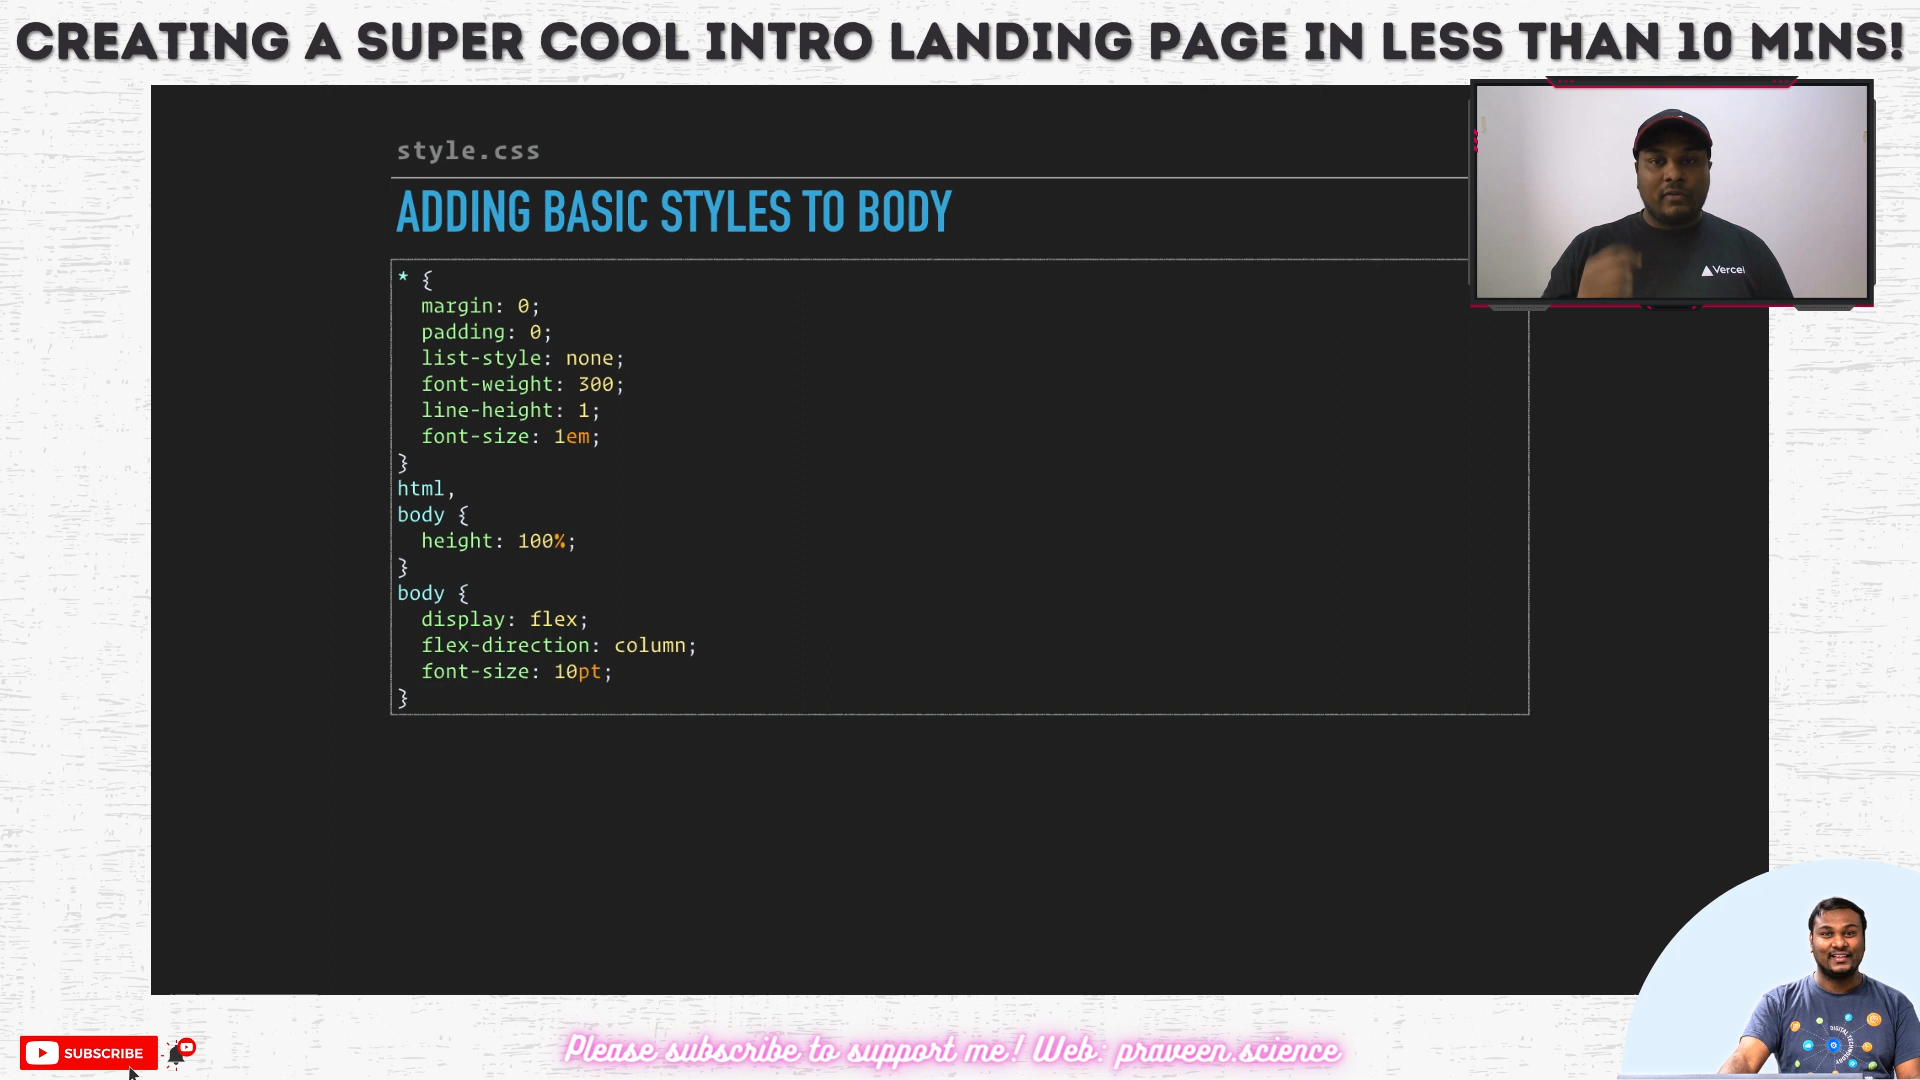 CREATING A SUPER COOL INTRO LANDING PAGE IN LESS THAN 10 MINS!
style.css
ADDING BASIC STYLES TO BODY
* {
  margin: 0;
  padding: 0;
  list-style: none;
  font-weight: 300;
  line-height: 1;
  font-size: 1em;
}
html,
body {
  height: 100%;
}
body {
  display: flex;
  flex-direction: column;
  font-size: 10pt;
}
Vercel
SUBSCRIBE
Please subscribe to support me! Web: praveen.science
DIGITAL
TECHNOLOGY